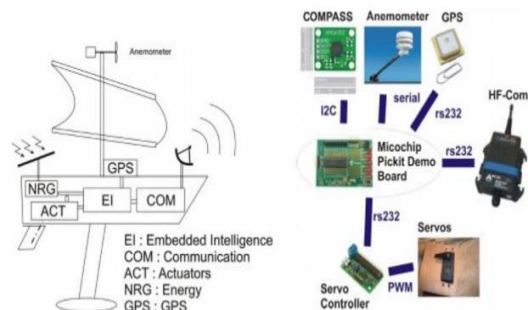 Anemometer
GPS
NRG
ACT
EI
COM
EI : Embedded Intelligence
COM : Communication
ACT : Actuators
NRG : Energy
GPS : GPS
COMPASS
Anemometer
GPS
I2C
serial
rs232
HF-Com
rs232
Micochip
Pickit Demo
Board
rs232
Servos
Servo
Controller
PWM